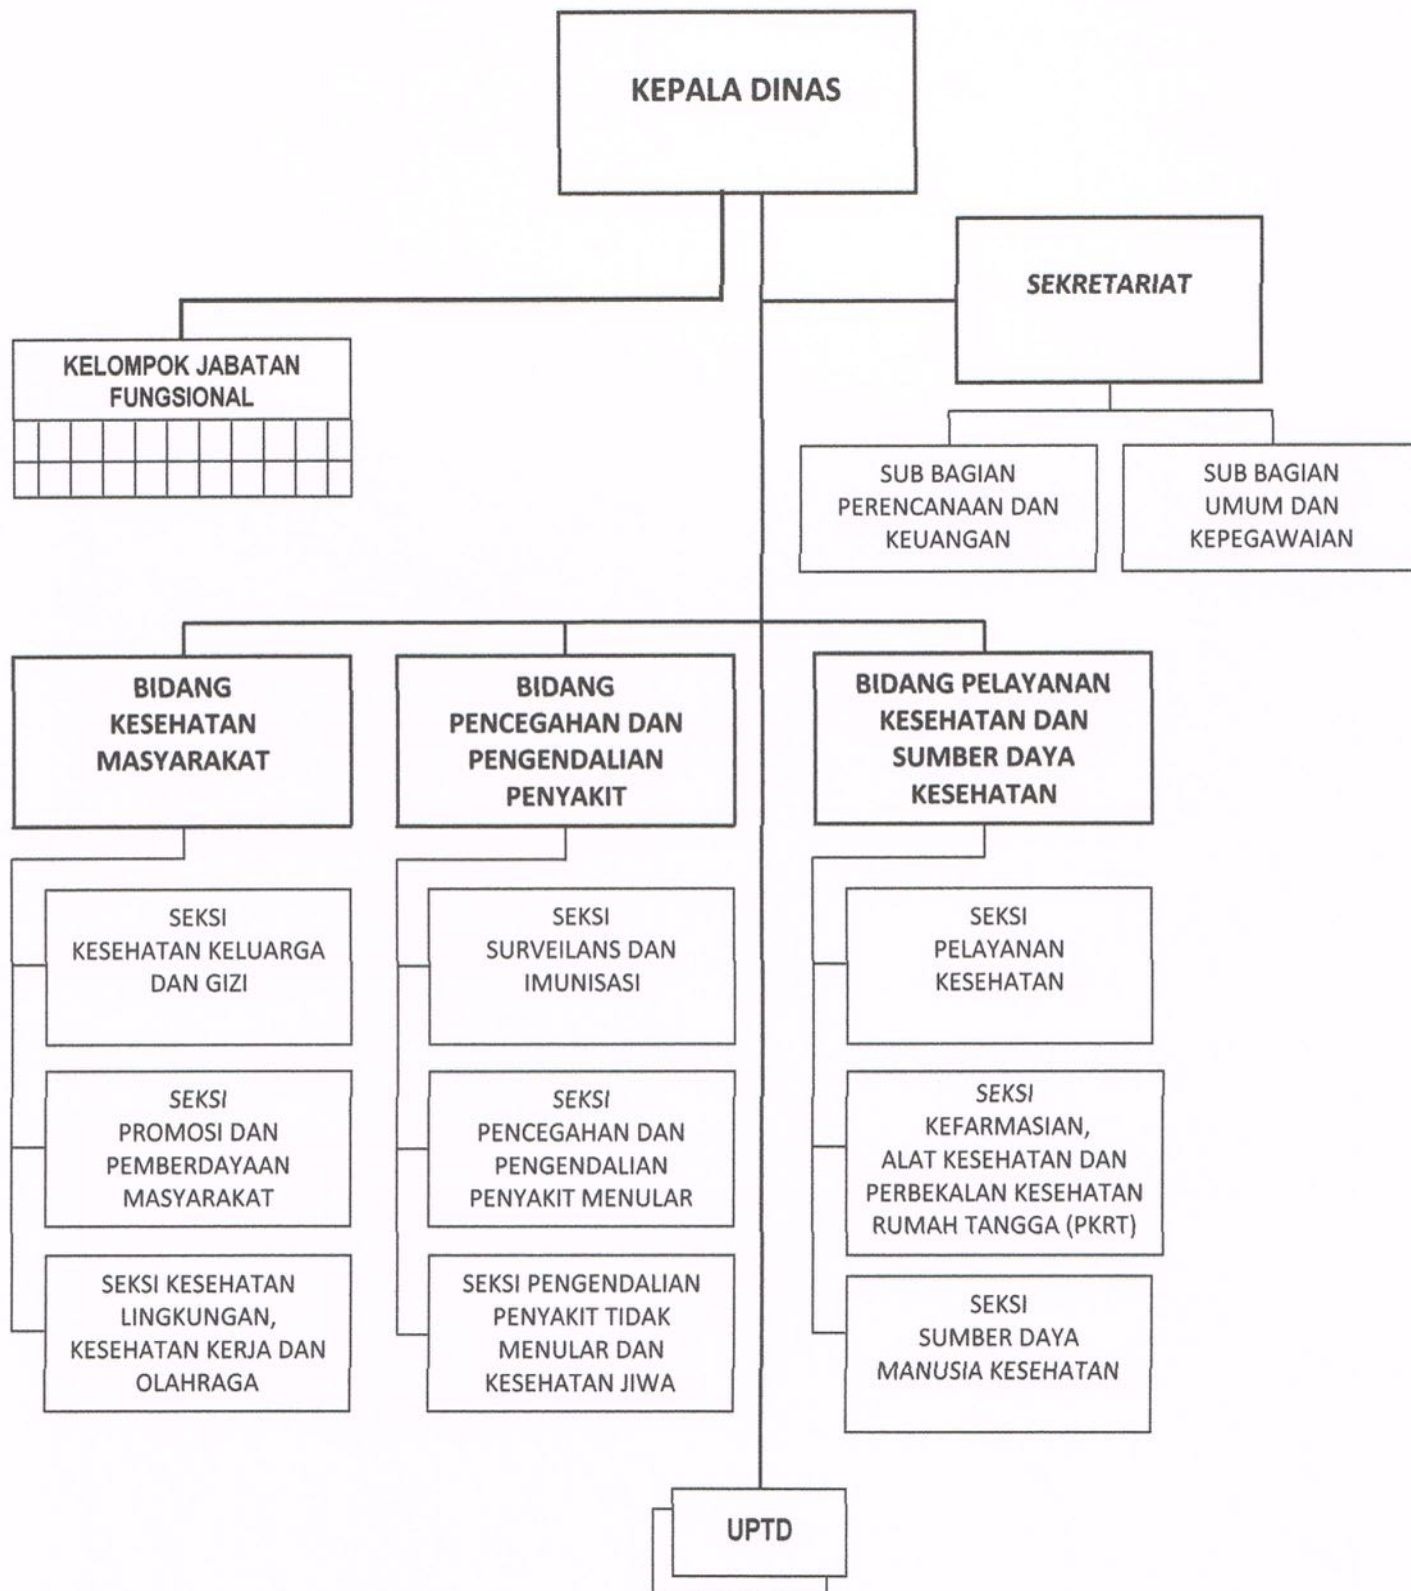 KEPALA DINAS
SEKRETARIAT
KELOMPOK JABATAN
FUNGSIONAL
SUB BAGIAN
PERENCANAAN DAN
KEUANGAN
SUB BAGIAN
UMUM DAN
KEPEGAWAIAN
BIDANG
KESEHATAN
MASYARAKAT
BIDANG
PENCEGAHAN DAN
PENGENDALIAN
PENYAKIT
BIDANG PELAYANAN
KESEHATAN DAN
SUMBER DAYA
KESEHATAN
SEKSI
KESEHATAN KELUARGA
DAN GIZI
SEKSI
SURVEILANS DAN
IMUNISASI
SEKSI
PELAYANAN
KESEHATAN
SEKSI
PROMOSI DAN
PEMBERDAYAAN
MASYARAKAT
SEKSI
PENCEGAHAN DAN
PENGENDALIAN
PENYAKIT MENULAR
SEKSI
KEFARMASIAN,
ALAT KESEHATAN DAN
PERBEKALAN KESEHATAN
RUMAH TANGGA (PKRT)
SEKSI KESEHATAN
LINGKUNGAN,
KESEHATAN KERJA DAN
OLAHRAGA
SEKSI PENGENDALIAN
PENYAKIT TIDAK
MENULAR DAN
KESEHATAN JIWA
SEKSI
SUMBER DAYA
MANUSIA KESEHATAN
UPTD